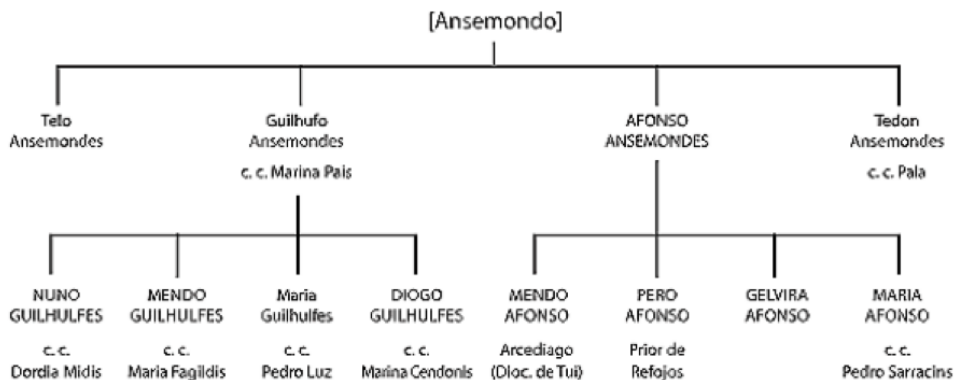 [Ansemondo]
Telo
Ansemondes
Guilhufo
Ansemondes
c. c. Marina Pais
AFONSO
ANSEMONDES
Tedon
Ansemondes
c. c. Pala
NUNO
GUILHULFES
c. c.
Dordia Midis
MENDO
GUILHULFES
c. c.
Maria Fagildis
Maria
Guilhulfes
c. c.
Pedro Luz
DIOGO
GUILHULFES
c. c.
Marina Cendonis
MENDO
AFONSO
Arcediago
(Dioc. de Tui)
PERO
AFONSO
Prior de
Refojos
GELVIRA
AFONSO
MARIA
AFONSO
c. c.
Pedro Sarracins